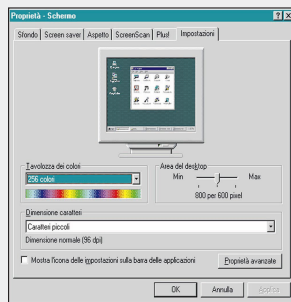 Proprietà - Schermo
Sfondo
Screen saver
Aspetto
ScreenScan
Plus!
Impostazioni
Tavolozza dei colori
256 colori
Area del desktop
Min
Max
800 per 600 pixel
Dimensione caratteri
Caratteri piccoli
Dimensione normale (96 dpi)
Mostra l'icona delle impostazioni sulla barra delle applicazioni
Proprietà avanzate
OK
Annulla
Applica